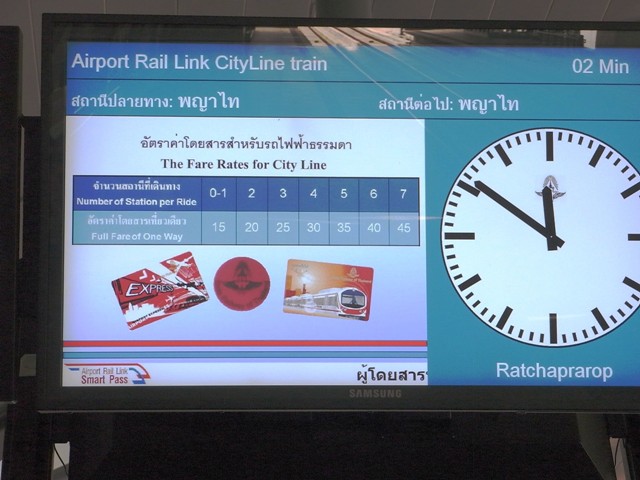 Airport Rail Link CityLine train
02 Min
สถานีปลายทาง: พญาไท
สถานีต่อไป: พญาไท
อัตราค่าโดยสารสำหรับรถไฟฟ้าธรรมดา
The Fare Rates for City Line
จำนวนสถานีที่เดินทาง
Number of Station per Ride
0-1 2 3 4 5 6 7
อัตราค่าโดยสารเที่ยวเดียว
Full Fare of One Way
15 20 25 30 35 40 45
EXPRESS
Airport Rail Link
Smart Pass
ผู้โดยสาร
Ratchaprarop
SAMSUNG